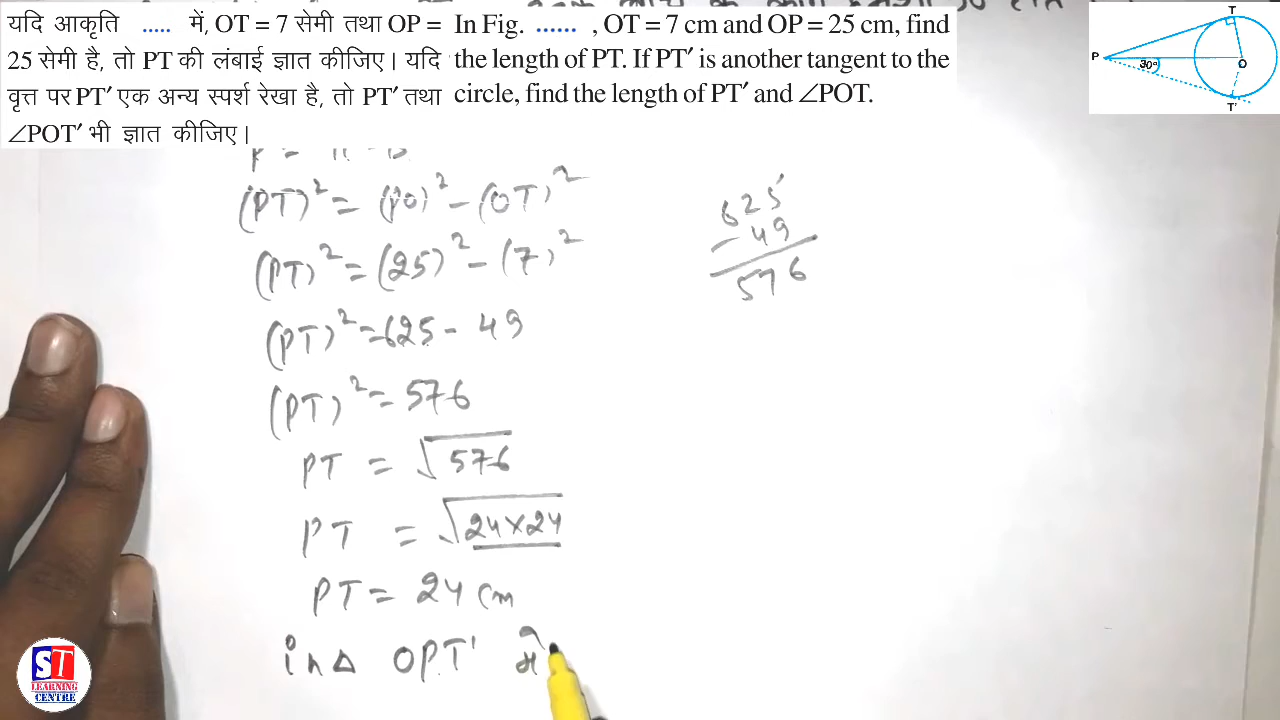 यदि आकृति ..... में, OT = 7 सेमी तथा OP =
25 सेमी है, तो PT की लंबाई ज्ञात कीजिए। यदि
वृत्त पर PT′ एक अन्य स्पर्श रेखा है, तो PT′ तथा
∠POT′ भी ज्ञात कीजिए।
In Fig. ...... , OT = 7 cm and OP = 25 cm, find
the length of PT. If PT′ is another tangent to the
circle, find the length of PT′ and ∠POT.
T
P
30°
O
T′
(PT)² = (PO)² - (OT)²
(PT)² = (25)² - (7)²
(PT)² = 625 - 49
(PT)² = 576
PT = √576
PT = √24×24
PT = 24 cm
in Δ OPT' में
625
- 49
576
ST
LEARNING
CENTRE